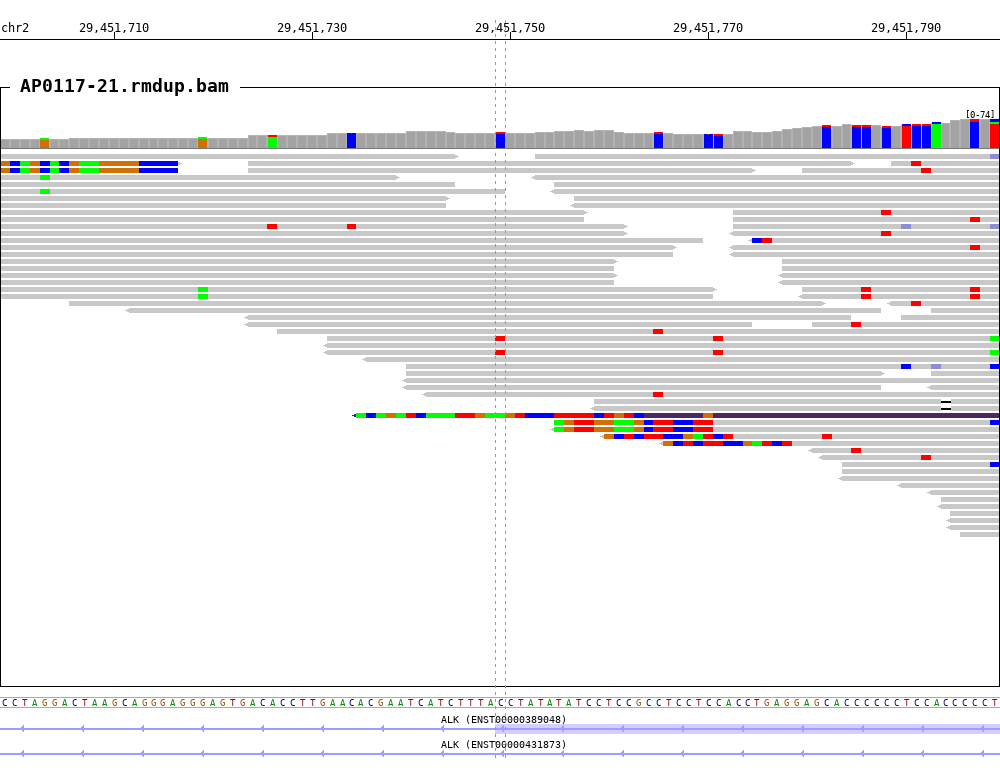 chr2 29,451,710 29,451,730 29,451,750 29,451,770 29,451,790
AP0117-21.rmdup.bam
[0-74]
CCTAGGACTAAGCAGGGAGGGAGTGACACCTTGAACACGAATCATCTTTACCTATATATCCTCCGCCTCCTCCACCTGAGGAGCACCCCCCTCCACCCCCT
ALK (ENST00000389048)
ALK (ENST00000431873)